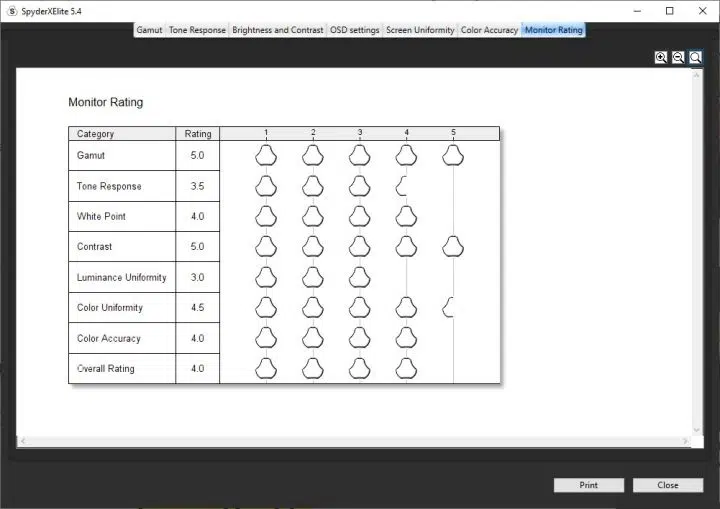 SpyderXElite 5.4
Gamut Tone Response Brightness and Contrast OSD settings Screen Uniformity Color Accuracy Monitor Rating
Monitor Rating
Category Rating 1 2 3 4 5
Gamut 5.0
Tone Response 3.5
White Point 4.0
Contrast 5.0
Luminance Uniformity 3.0
Color Uniformity 4.5
Color Accuracy 4.0
Overall Rating 4.0
Print Close